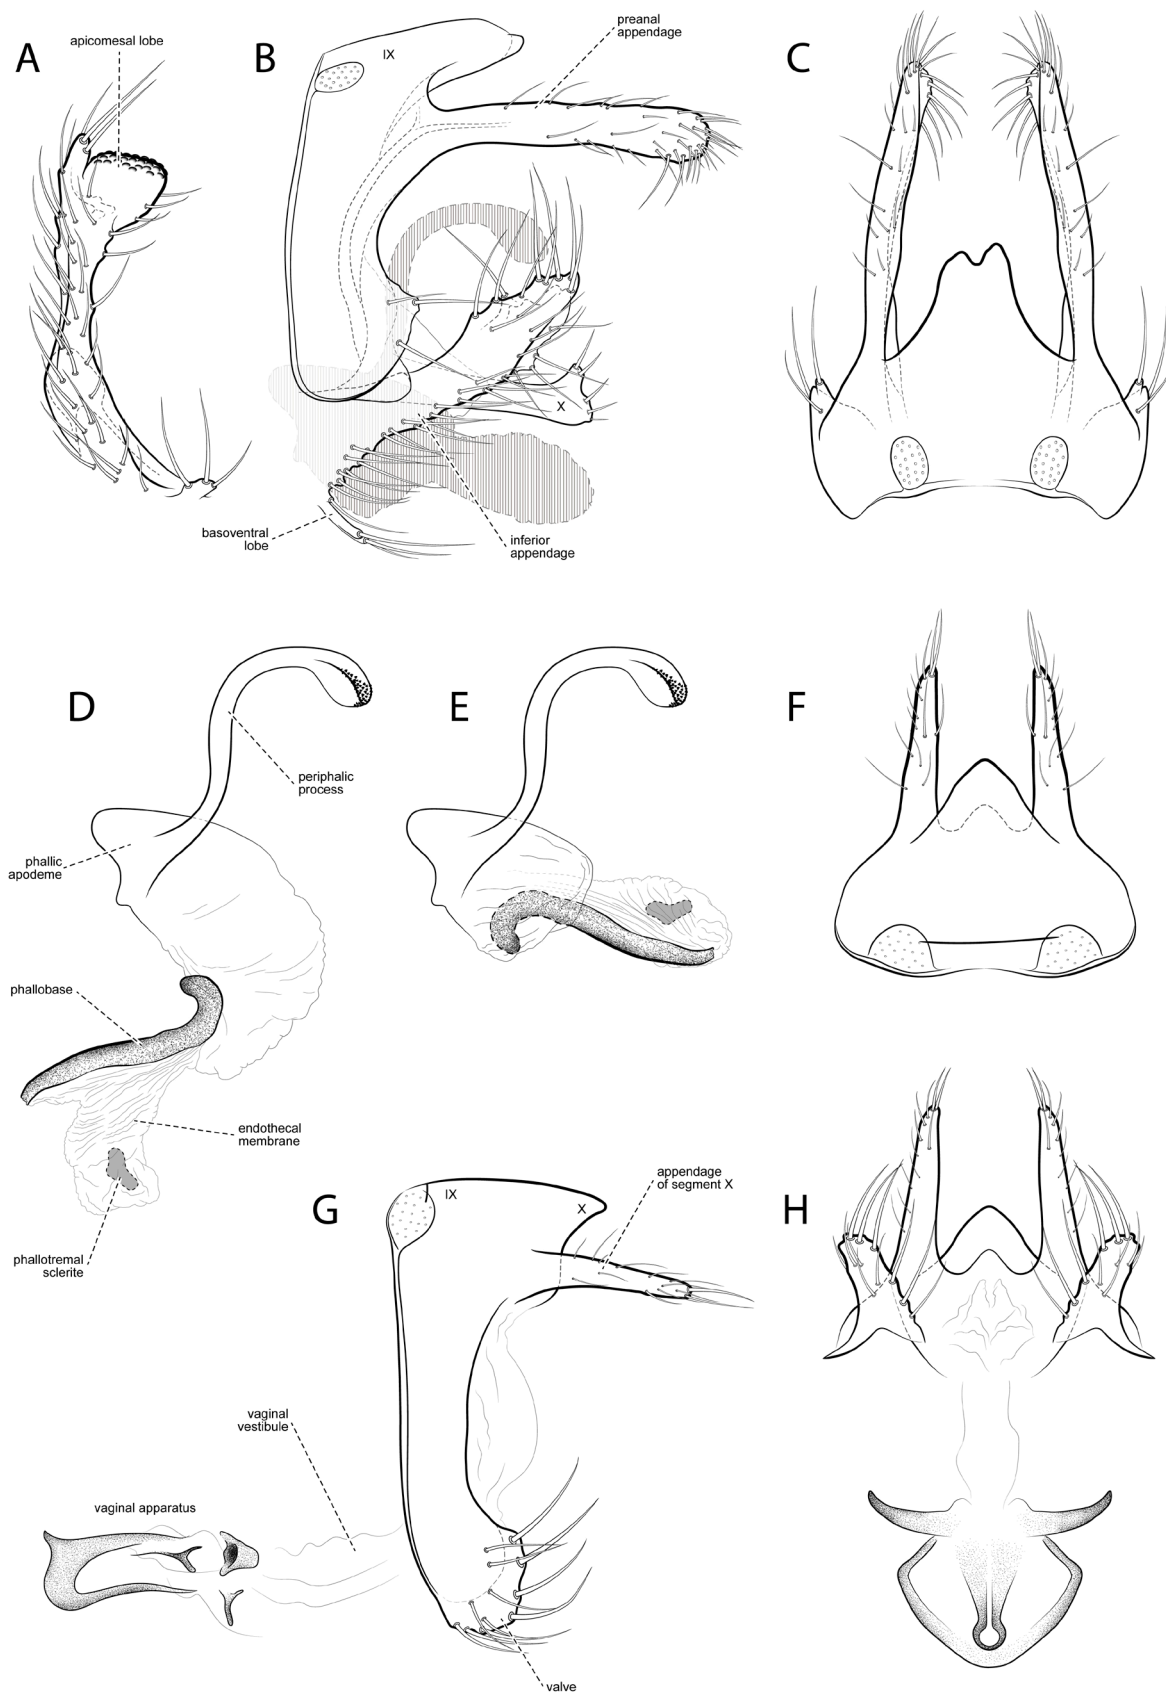 A
apicomesal lobe
B
IX
preanal
appendage
C
X
basoventral
lobe
inferior
appendage
D
periphalic
process
phallic
apodeme
phallobase
endothecal
membrane
phallotremal
sclerite
E
F
G
IX
X
appendage
of segment X
vaginal
vestibule
vaginal apparatus
valve
H